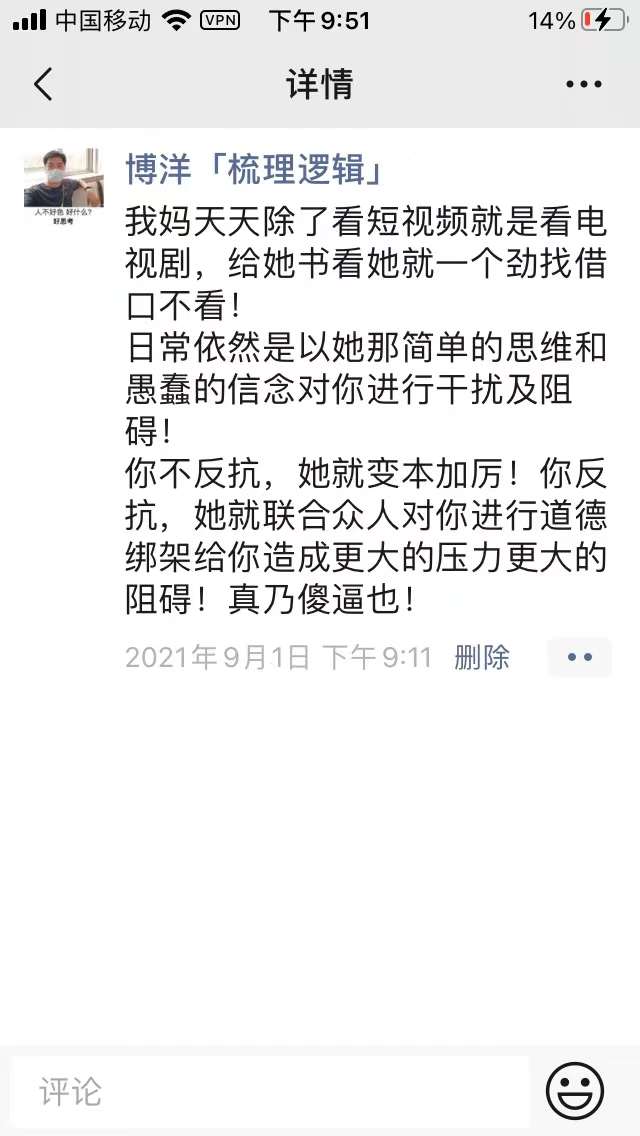 中国移动 VPN 下午9:51 14%
详情
博洋「梳理逻辑」
人不好色 好什么?
好思考
我妈天天除了看短视频就是看电
视剧，给她书看她就一个劲找借
口不看！
日常依然是以她那简单的思维和
愚蠢的信念对你进行干扰及阻
碍！
你不反抗，她就变本加厉！你反
抗，她就联合众人对你进行道德
绑架给你造成更大的压力更大的
阻碍！真乃傻逼也！
2021年9月1日 下午9:11 删除
评论